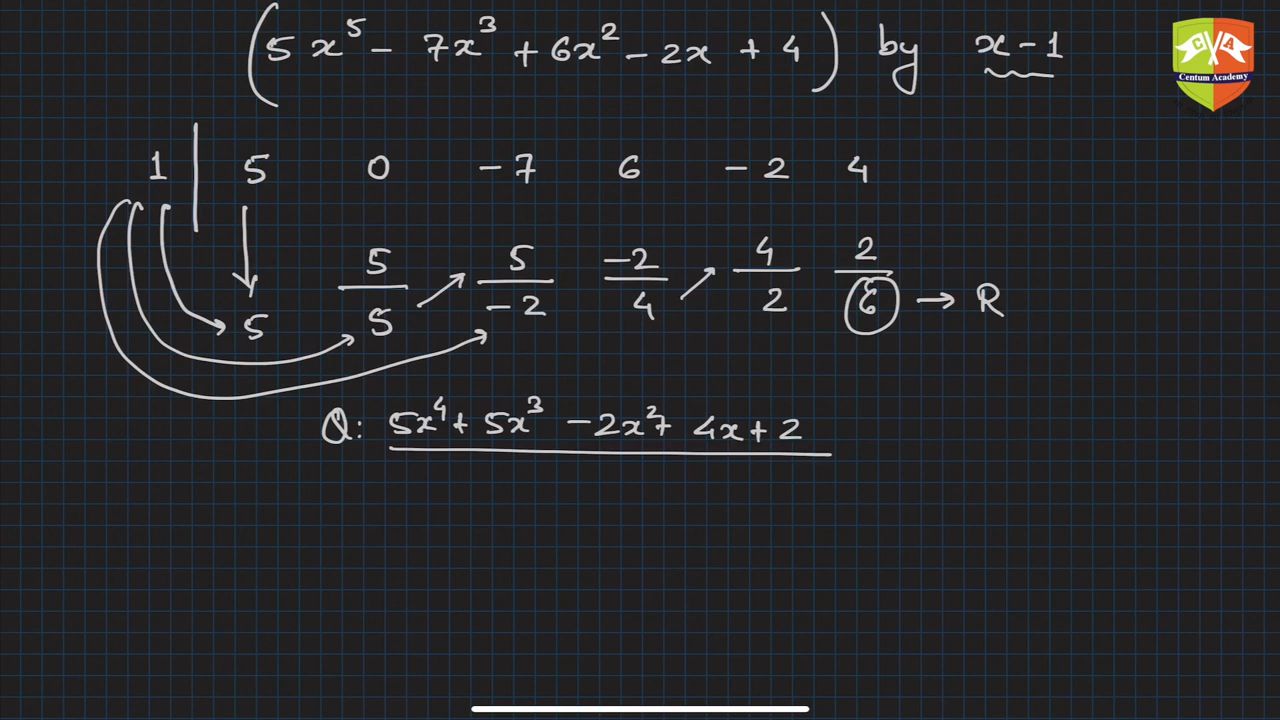 (5x⁵ - 7x³ + 6x² - 2x + 4) by x-1
C V A
Centum Academy
1 | 5 0 -7 6 -2 4
5 5 -2 4 2
5 5 -2 4 2 6 → R
Q: 5x⁴ + 5x³ - 2x² + 4x + 2